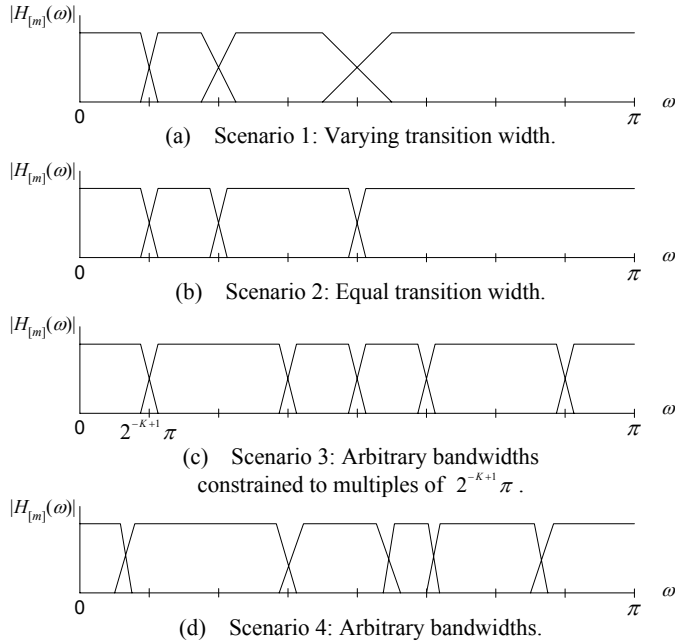 |H[m](ω)|
0 π ω
(a) Scenario 1: Varying transition width.
|H[m](ω)|
0 π ω
(b) Scenario 2: Equal transition width.
|H[m](ω)|
0 2^{-K+1} π π ω
(c) Scenario 3: Arbitrary bandwidths
constrained to multiples of 2^{-K+1} π .
|H[m](ω)|
0 π ω
(d) Scenario 4: Arbitrary bandwidths.